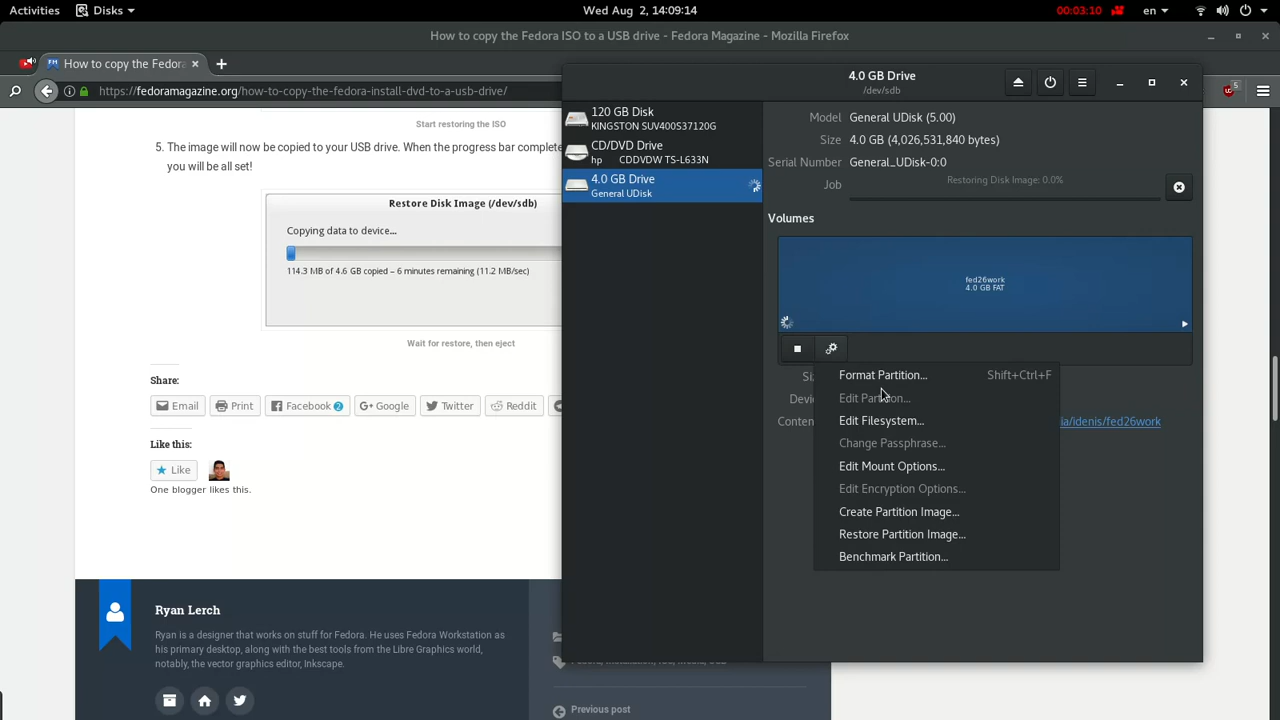 Activities
Disks
Wed Aug 2, 14:09:14
00:03:10
en
How to copy the Fedora ISO to a USB drive - Fedora Magazine - Mozilla Firefox
How to copy the Fedora
https://fedoramagazine.org/how-to-copy-the-fedora-install-dvd-to-a-usb-drive/
5
Start restoring the ISO
5. The image will now be copied to your USB drive. When the progress bar complete
you will be all set!
Restore Disk Image (/dev/sdb)
Copying data to device...
114.3 MB of 4.6 GB copied – 6 minutes remaining (11.2 MB/sec)
Wait for restore, then eject
Share:
Email
Print
Facebook 2
Google
Twitter
Reddit
Like this:
Like
One blogger likes this.
Ryan Lerch
Ryan is a designer that works on stuff for Fedora. He uses Fedora Workstation as
his primary desktop, along with the best tools from the Libre Graphics world,
notably, the vector graphics editor, Inkscape.
Previous post
4.0 GB Drive
/dev/sdb
120 GB Disk
KINGSTON SUV400S37120G
CD/DVD Drive
hp CDDVDW TS-L633N
4.0 GB Drive
General UDisk
Model General UDisk (5.00)
Size 4.0 GB (4,026,531,840 bytes)
Serial Number General_UDisk-0:0
Job Restoring Disk Image: 0.0%
Volumes
fed26work
4.0 GB FAT
Format Partition... Shift+Ctrl+F
Edit Partition...
Edit Filesystem...
Change Passphrase...
Edit Mount Options...
Edit Encryption Options...
Create Partition Image...
Restore Partition Image...
Benchmark Partition...
Si
Devi
Conten
ia/idenis/fed26work